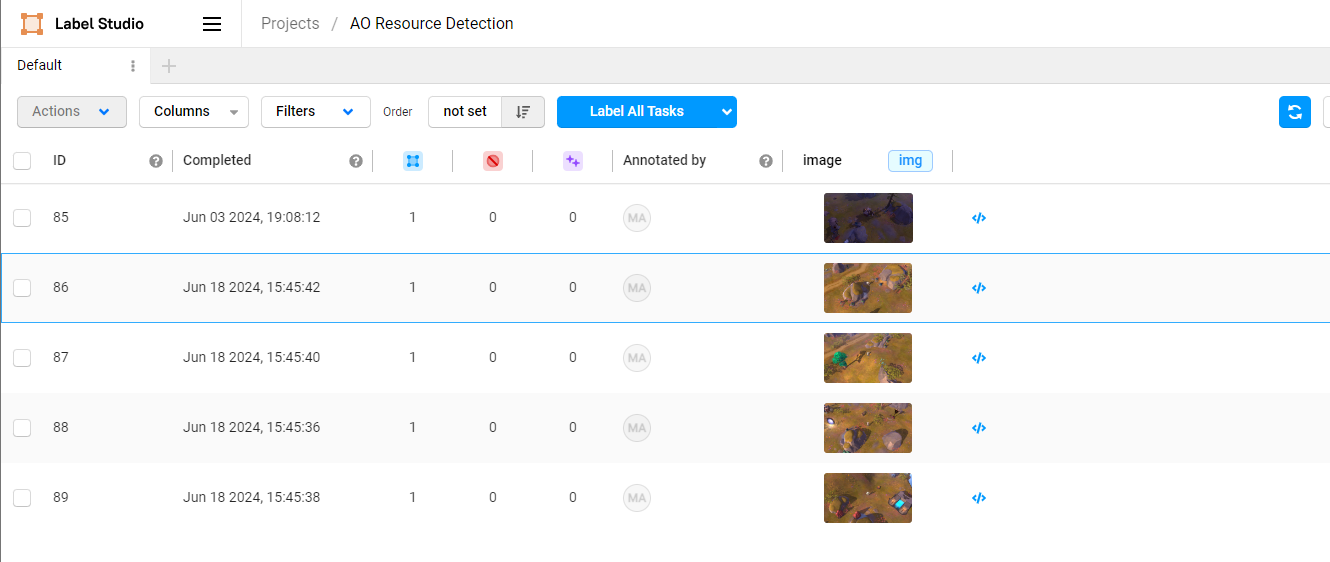 Label Studio Projects / AO Resource Detection
Default
Actions Columns Filters Order not set Label All Tasks
ID Completed Annotated by image img
85 Jun 03 2024, 19:08:12 1 0 0 MA
86 Jun 18 2024, 15:45:42 1 0 0 MA
87 Jun 18 2024, 15:45:40 1 0 0 MA
88 Jun 18 2024, 15:45:36 1 0 0 MA
89 Jun 18 2024, 15:45:38 1 0 0 MA